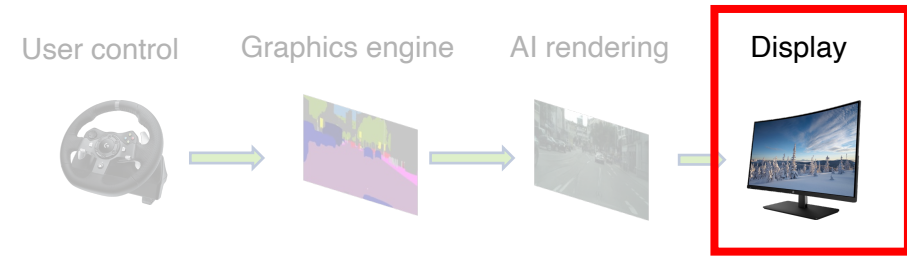 User control
Graphics engine
AI rendering
Display